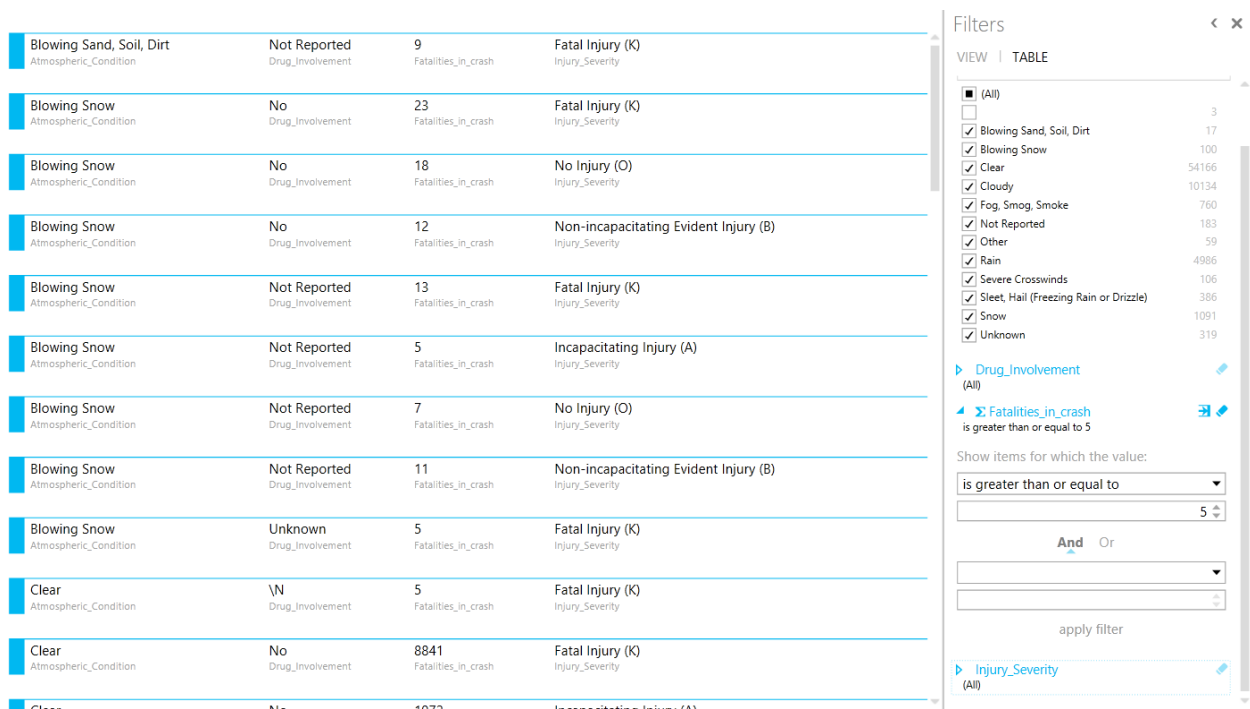 Blowing Sand, Soil, Dirt Not Reported 9 Fatal Injury (K)
Atmospheric_Condition Drug_Involvement Fatalities_in_crash Injury_Severity
Blowing Snow No 23 Fatal Injury (K)
Atmospheric_Condition Drug_Involvement Fatalities_in_crash Injury_Severity
Blowing Snow No 18 No Injury (O)
Atmospheric_Condition Drug_Involvement Fatalities_in_crash Injury_Severity
Blowing Snow No 12 Non-incapacitating Evident Injury (B)
Atmospheric_Condition Drug_Involvement Fatalities_in_crash Injury_Severity
Blowing Snow Not Reported 13 Fatal Injury (K)
Atmospheric_Condition Drug_Involvement Fatalities_in_crash Injury_Severity
Blowing Snow Not Reported 5 Incapacitating Injury (A)
Atmospheric_Condition Drug_Involvement Fatalities_in_crash Injury_Severity
Blowing Snow Not Reported 7 No Injury (O)
Atmospheric_Condition Drug_Involvement Fatalities_in_crash Injury_Severity
Blowing Snow Not Reported 11 Non-incapacitating Evident Injury (B)
Atmospheric_Condition Drug_Involvement Fatalities_in_crash Injury_Severity
Blowing Snow Unknown 5 Fatal Injury (K)
Atmospheric_Condition Drug_Involvement Fatalities_in_crash Injury_Severity
Clear \N 5 Fatal Injury (K)
Atmospheric_Condition Drug_Involvement Fatalities_in_crash Injury_Severity
Clear No 8841 Fatal Injury (K)
Atmospheric_Condition Drug_Involvement Fatalities_in_crash Injury_Severity
Clear No Incapacitating Injury (A)
Filters
VIEW | TABLE
(All)
3
Blowing Sand, Soil, Dirt 17
Blowing Snow 100
Clear 54166
Cloudy 10134
Fog, Smog, Smoke 760
Not Reported 183
Other 59
Rain 4986
Severe Crosswinds 106
Sleet, Hail (Freezing Rain or Drizzle) 386
Snow 1091
Unknown 319
Drug_Involvement
(All)
Σ Fatalities_in_crash
is greater than or equal to 5
Show items for which the value:
is greater than or equal to
5
And Or
apply filter
Injury_Severity
(All)